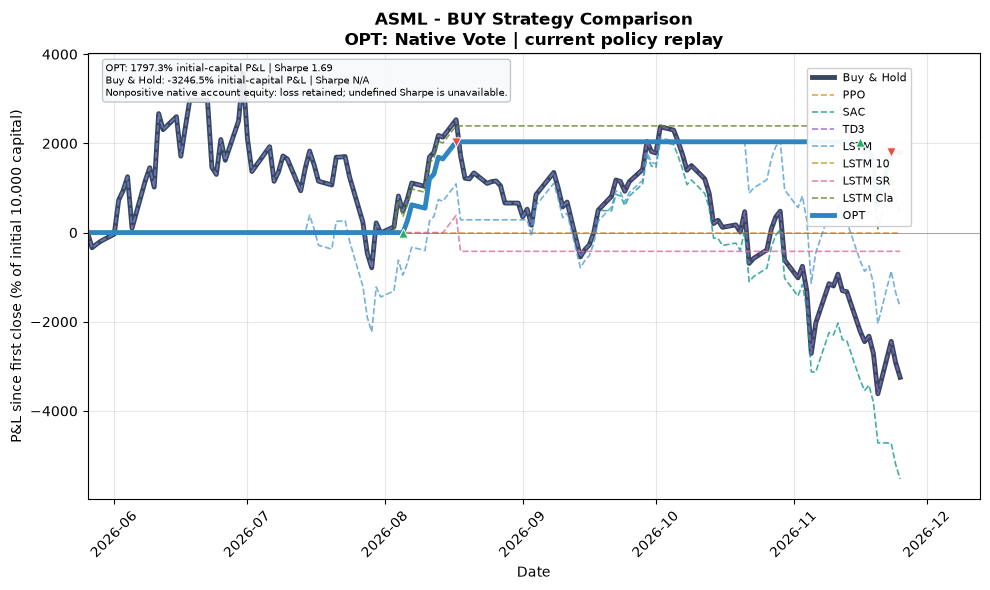 ASML - BUY Strategy Comparison
OPT: Native Vote | current policy replay
OPT: 1797.3% initial-capital P&L | Sharpe 1.69
Buy & Hold: -3246.5% initial-capital P&L | Sharpe N/A
Nonpositive native account equity: loss retained; undefined Sharpe is unavailable.
Buy & Hold
PPO
SAC
TD3
LSTM
LSTM 10
LSTM SR
LSTM Cla
OPT
P&L since first close (% of initial 10,000 capital)
4000
2000
0
−2000
−4000
2026-06
2026-07
2026-08
2026-09
2026-10
2026-11
2026-12
Date